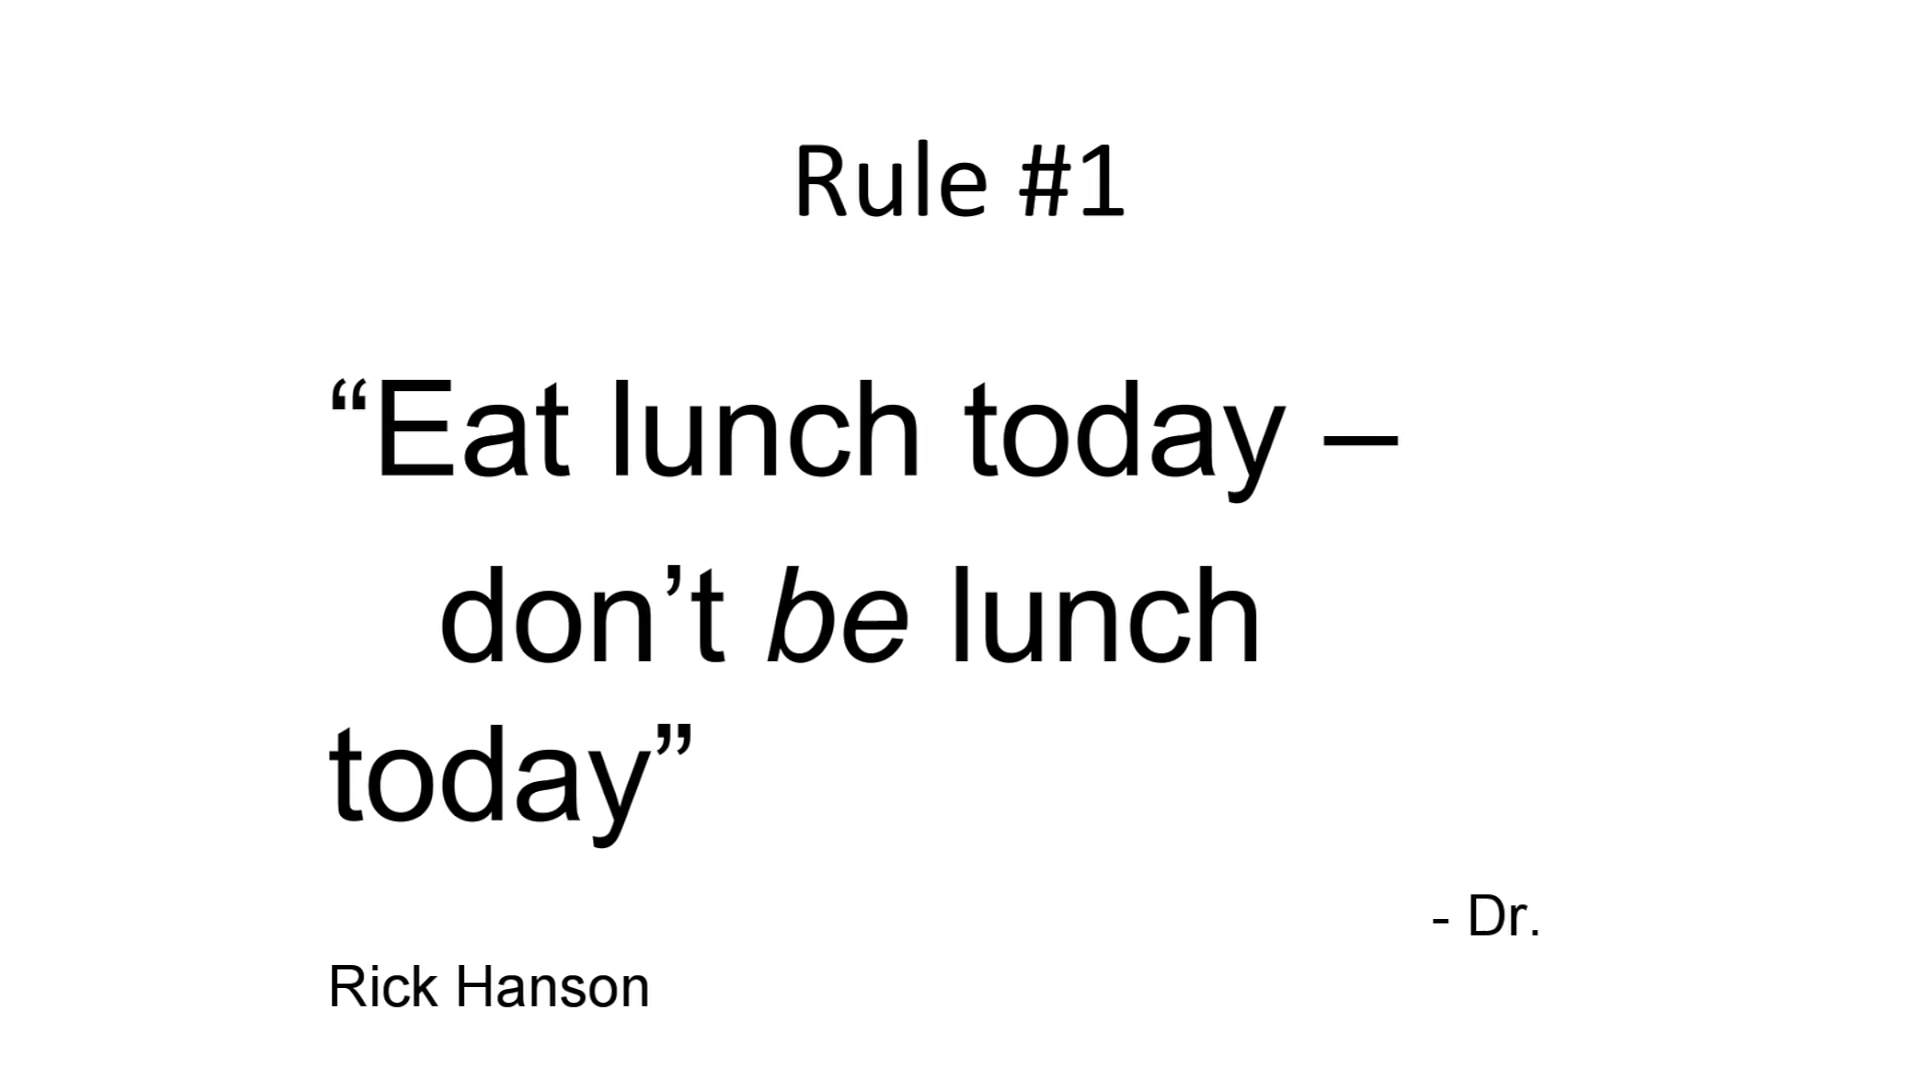 Rule #1
“Eat lunch today –
don’t be lunch
today”
- Dr.
Rick Hanson